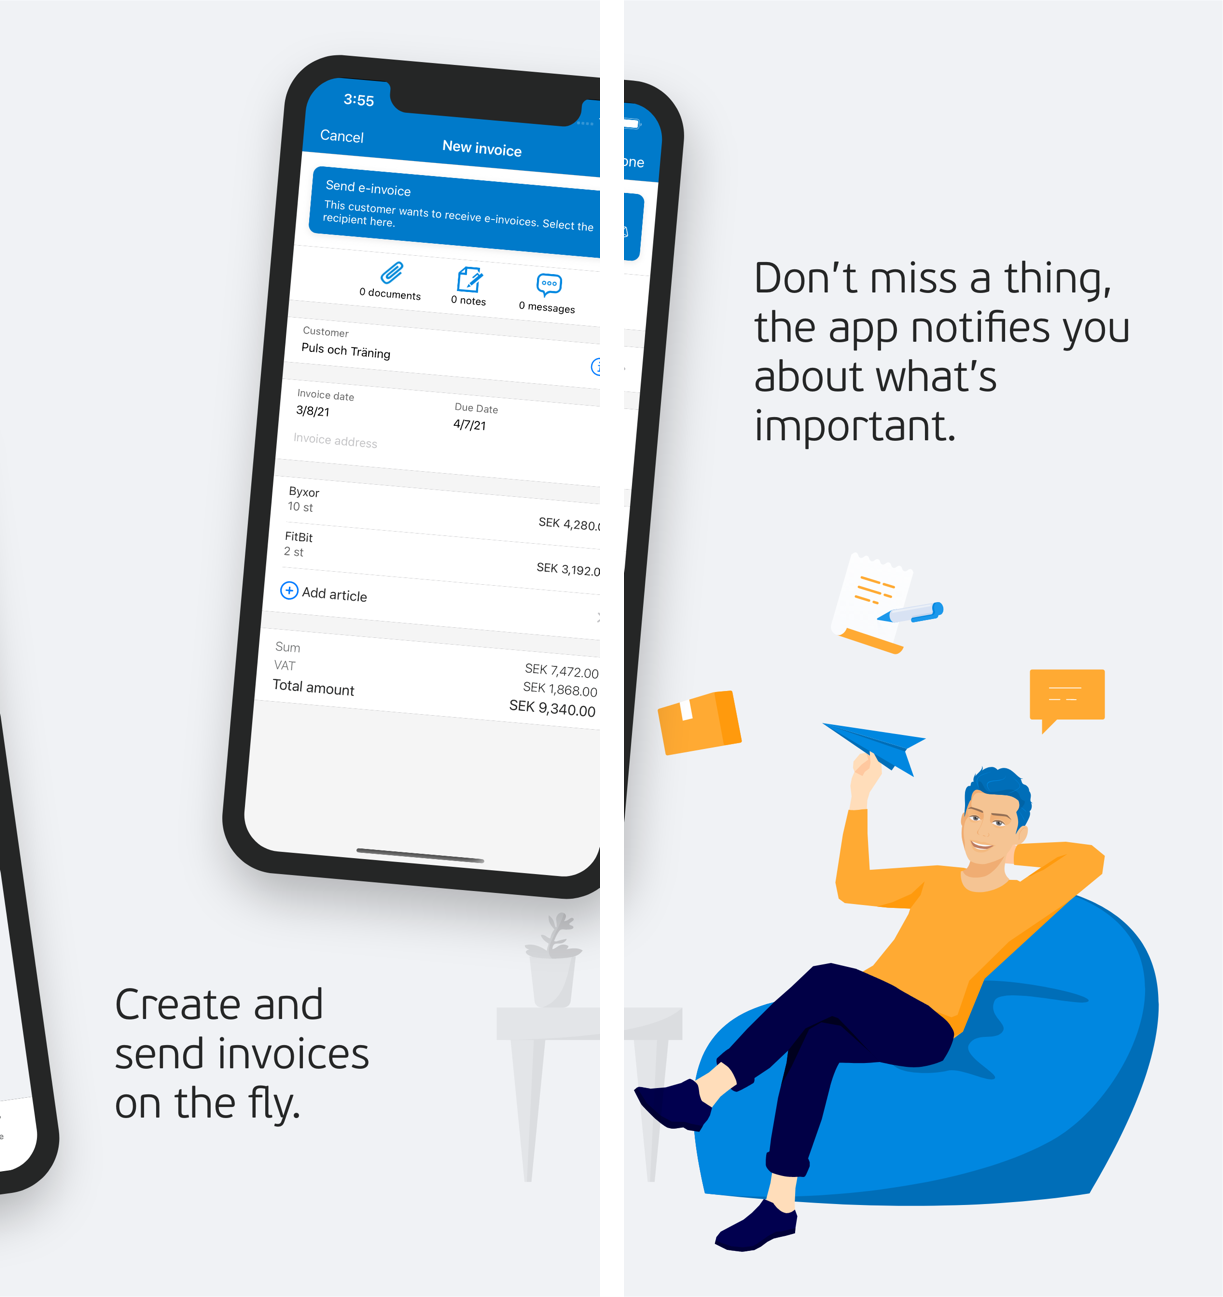 3:55
Cancel
New invoice
one
Send e-invoice
This customer wants to receive e-invoices. Select the
recipient here.
0 documents
0 notes
0 messages
Customer
Puls och Träning
Invoice date
Due Date
3/8/21
4/7/21
Invoice address
Byxor
10 st
SEK 4,280.0
FitBit
2 st
SEK 3,192.0
Add article
Sum
SEK 7,472.00
VAT
SEK 1,868.00
Total amount
SEK 9,340.00
Create and
send invoices
on the fly.
e
Don't miss a thing,
the app notifies you
about what's
important.